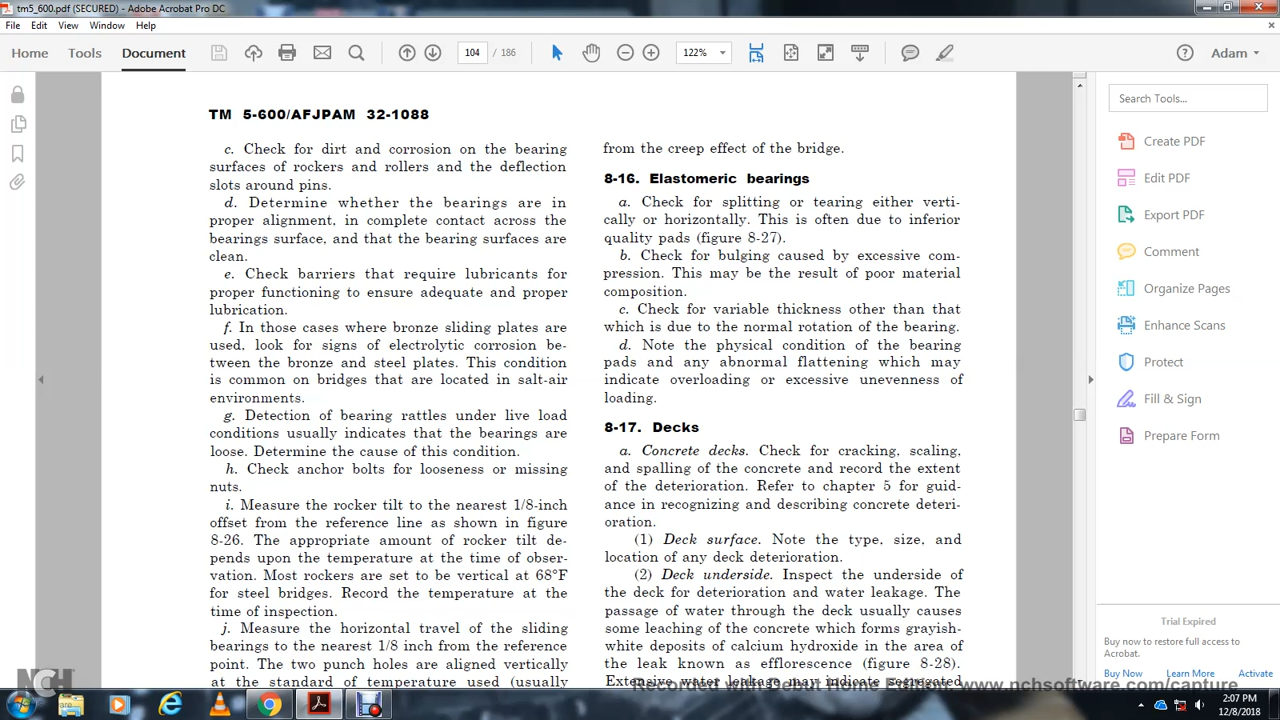 tm5_600.pdf (SECURED) - Adobe Acrobat Pro DC
File Edit View Window Help
Home Tools Document 104 / 186 122% Adam
TM 5-600/AFJPAM 32-1088
c. Check for dirt and corrosion on the bearing
surfaces of rockers and rollers and the deflection
slots around pins.
d. Determine whether the bearings are in
proper alignment, in complete contact across the
bearings surface, and that the bearing surfaces are
clean.
e. Check barriers that require lubricants for
proper functioning to ensure adequate and proper
lubrication.
f. In those cases where bronze sliding plates are
used, look for signs of electrolytic corrosion be-
tween the bronze and steel plates. This condition
is common on bridges that are located in salt-air
environments.
g. Detection of bearing rattles under live load
conditions usually indicates that the bearings are
loose. Determine the cause of this condition.
h. Check anchor bolts for looseness or missing
nuts.
i. Measure the rocker tilt to the nearest 1/8-inch
offset from the reference line as shown in figure
8-26. The appropriate amount of rocker tilt de-
pends upon the temperature at the time of obser-
vation. Most rockers are set to be vertical at 68°F
for steel bridges. Record the temperature at the
time of inspection.
j. Measure the horizontal travel of the sliding
bearings to the nearest 1/8 inch from the reference
point. The two punch holes are aligned vertically
at the standard of temperature used (usually
from the creep effect of the bridge.
8-16. Elastomeric bearings
a. Check for splitting or tearing either verti-
cally or horizontally. This is often due to inferior
quality pads (figure 8-27).
b. Check for bulging caused by excessive com-
pression. This may be the result of poor material
composition.
c. Check for variable thickness other than that
which is due to the normal rotation of the bearing.
d. Note the physical condition of the bearing
pads and any abnormal flattening which may
indicate overloading or excessive unevenness of
loading.
8-17. Decks
a. Concrete decks. Check for cracking, scaling,
and spalling of the concrete and record the extent
of the deterioration. Refer to chapter 5 for guid-
ance in recognizing and describing concrete deteri-
oration.
(1) Deck surface. Note the type, size, and
location of any deck deterioration.
(2) Deck underside. Inspect the underside of
the deck for deterioration and water leakage. The
passage of water through the deck usually causes
some leaching of the concrete which forms grayish-
white deposits of calcium hydroxide in the area of
the leak known as efflorescence (figure 8-28).
Extensive water leakage may indicate segregated
Search Tools...
Create PDF
Edit PDF
Export PDF
Comment
Organize Pages
Enhance Scans
Protect
Fill & Sign
Prepare Form
Trial Expired
Buy now to restore full access to
Acrobat.
Buy Now Learn More Activate
NCH
Recorded with Debut Home Edition: www.nchsoftware.com/capture
2:07 PM
12/8/2018